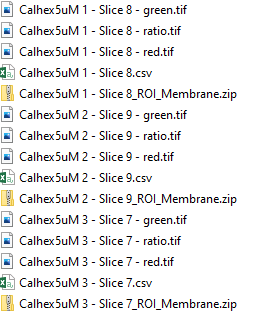 Calhex5uM 1 - Slice 8 - green.tif
Calhex5uM 1 - Slice 8 - ratio.tif
Calhex5uM 1 - Slice 8 - red.tif
Calhex5uM 1 - Slice 8.csv
Calhex5uM 1 - Slice 8_ROI_Membrane.zip
Calhex5uM 2 - Slice 9 - green.tif
Calhex5uM 2 - Slice 9 - ratio.tif
Calhex5uM 2 - Slice 9 - red.tif
Calhex5uM 2 - Slice 9.csv
Calhex5uM 2 - Slice 9_ROI_Membrane.zip
Calhex5uM 3 - Slice 7 - green.tif
Calhex5uM 3 - Slice 7 - ratio.tif
Calhex5uM 3 - Slice 7 - red.tif
Calhex5uM 3 - Slice 7.csv
Calhex5uM 3 - Slice 7_ROI_Membrane.zip